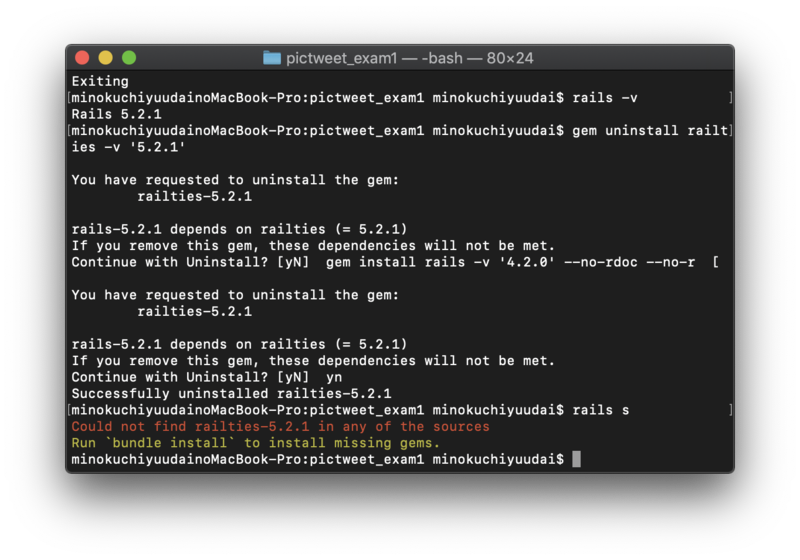 pictweet_exam1 — -bash — 80×24
Exiting
[minokuchiyuudainoMacBook-Pro:pictweet_exam1 minokuchiyuudai$ rails -v ]
Rails 5.2.1
[minokuchiyuudainoMacBook-Pro:pictweet_exam1 minokuchiyuudai$ gem uninstall railt]
ies -v '5.2.1'
You have requested to uninstall the gem:
railties-5.2.1
rails-5.2.1 depends on railties (= 5.2.1)
If you remove this gem, these dependencies will not be met.
Continue with Uninstall? [yN]  gem install rails -v '4.2.0' --no-rdoc --no-r  [
You have requested to uninstall the gem:
railties-5.2.1
rails-5.2.1 depends on railties (= 5.2.1)
If you remove this gem, these dependencies will not be met.
Continue with Uninstall? [yN]  yn
Successfully uninstalled railties-5.2.1
[minokuchiyuudainoMacBook-Pro:pictweet_exam1 minokuchiyuudai$ rails s ]
Could not find railties-5.2.1 in any of the sources
Run `bundle install` to install missing gems.
minokuchiyuudainoMacBook-Pro:pictweet_exam1 minokuchiyuudai$